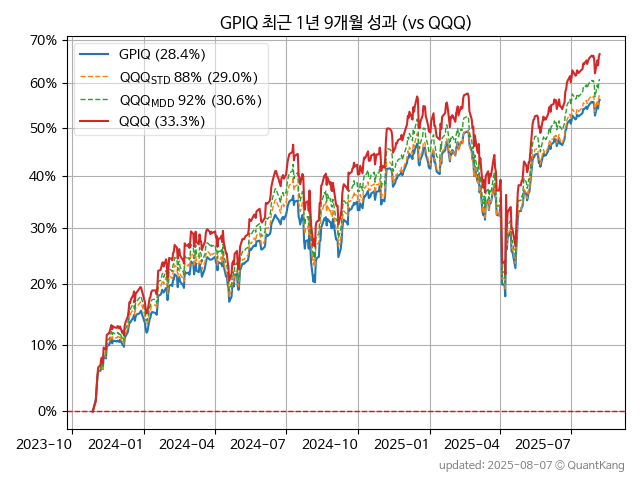 GPIQ 최근 1년 9개월 성과 (vs QQQ)
GPIQ (28.4%)
QQQSTD 88% (29.0%)
QQQMDD 92% (30.6%)
QQQ (33.3%)
70%
60%
50%
40%
30%
20%
10%
0%
2023-10 2024-01 2024-04 2024-07 2024-10 2025-01 2025-04 2025-07
updated: 2025-08-07 ⓒ QuantKang